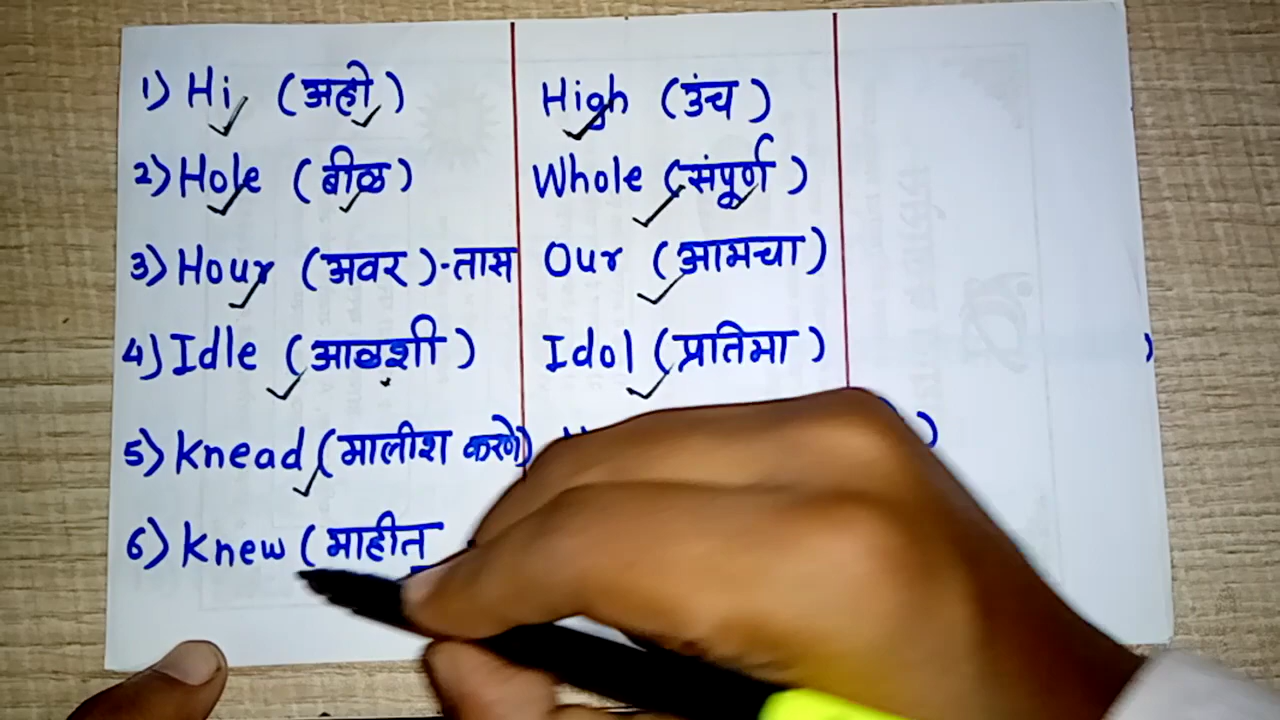 1) Hi (अहो) High (उंच)
2) Hole (बीळ) Whole (संपूर्ण)
3) Hour (अवर)-तास Our (आमचा)
4) Idle (आळशी) Idol (प्रतिमा)
5) Knead (मालीश करणे)
6) Knew (माहीत